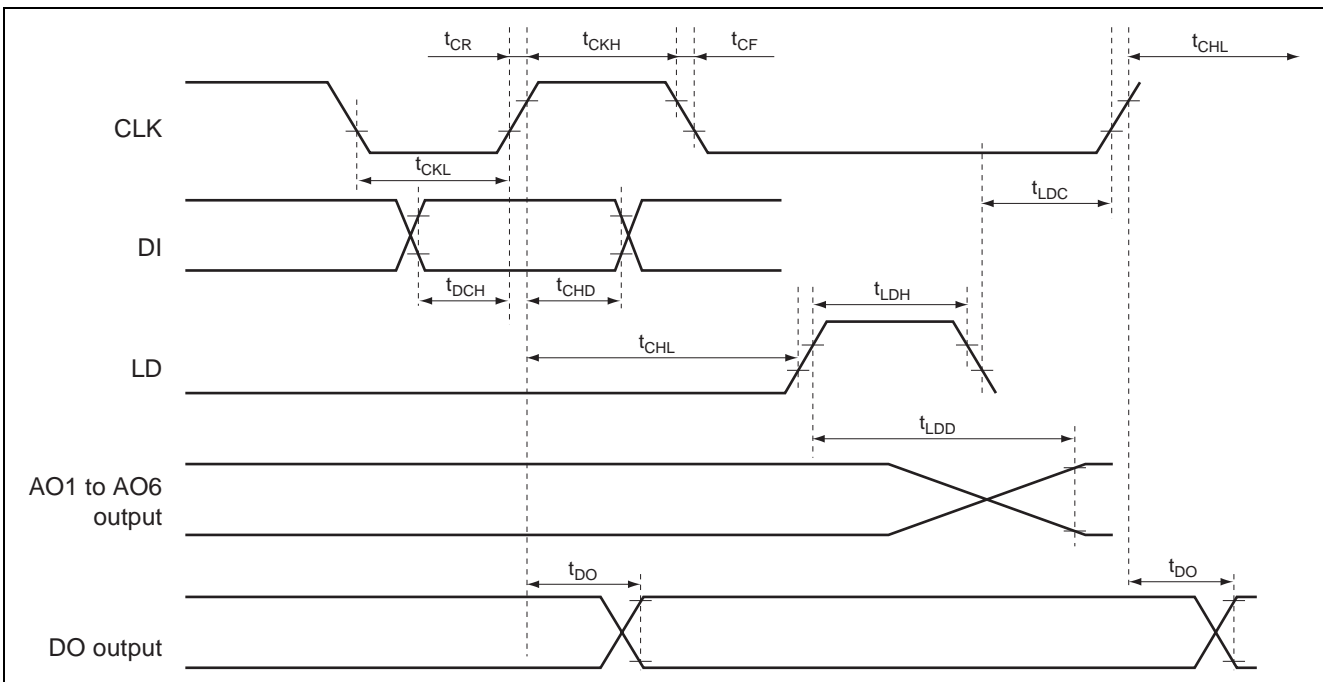 tCR tCKH tCF tCHL
CLK
tCKL
tLDC
DI
tDCH tCHD tLDH
tCHL
LD
tLDD
AO1 to AO6
output
tDO tDO
DO output